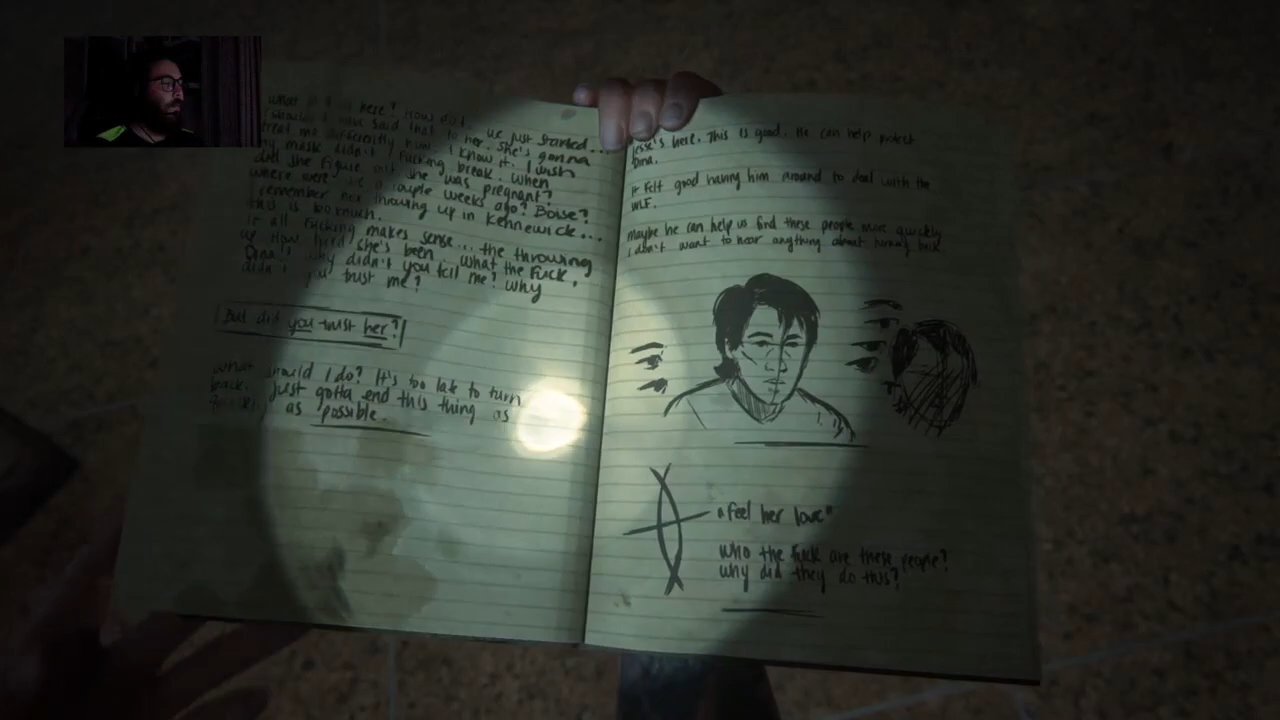 what is it here? How did
we just started...
should I have said that to her. She's gonna
treat me differently now. I know it. I wish
my mask didn't fucking break. When
did she figure out she was pregnant?
where were we a couple weeks ago? Boise?
I remember her throwing up in Kennewick...
this is too much.
it all fucking makes sense... the throwing
up. How tired she's been. what the fuck,
Dina!? why didn't you tell me? why
didn't you trust me?
But did you trust her?
what should I do? It's too late to turn
back. Just gotta end this thing as
quickly as possible.
Jesse's here. This is good. He can help protect
Dina.
it felt good having him around to deal with the
WLF.
maybe he can help us find these people more quickly
I don't want to hear anything about turning back
"feel her love"
who the fuck are these people?
why did they do this?